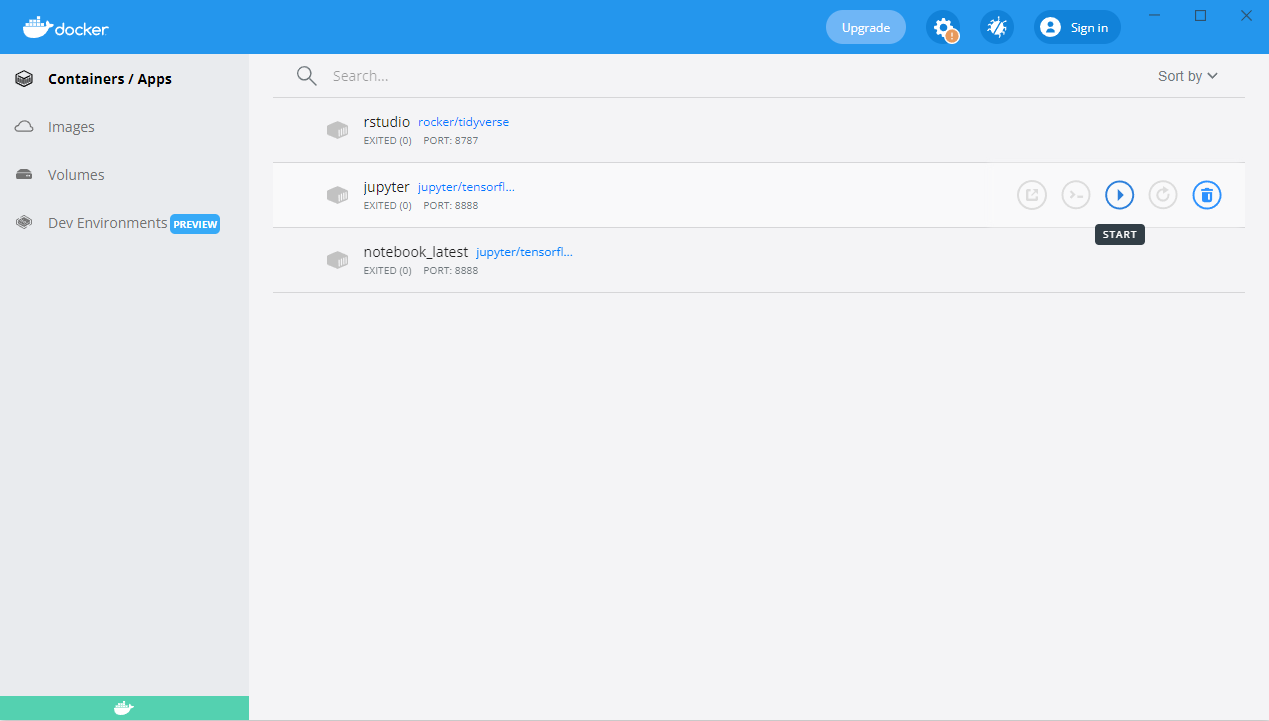 docker
Upgrade
Sign in
Containers / Apps
Images
Volumes
Dev Environments PREVIEW
Search...
Sort by
rstudio rocker/tidyverse
EXITED (0) PORT: 8787
jupyter jupyter/tensorfl...
EXITED (0) PORT: 8888
START
notebook_latest jupyter/tensorfl...
EXITED (0) PORT: 8888